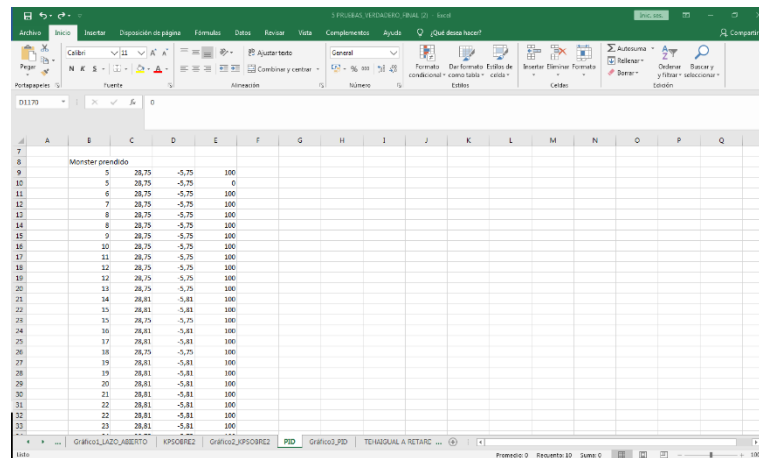 3 PRUEBAS_VERDADERO_FINAL (2) - Excel
Inic. ses.
Archivo Inicio Insertar Disposición de página Fórmulas Datos Revisar Vista Complementos Ayuda ¿Qué desea hacer? Compartir
Pegar
Calibri 11 A A
N K S
Ajustar texto
Combinar y centrar
General
% 000
Formato condicional Dar formato como tabla Estilos de celda
Insertar Eliminar Formato
Autosuma
Rellenar
Borrar
Ordenar y filtrar Buscar y seleccionar
Portapapeles Fuente Alineación Número Estilos Celdas Edición
D1170 fx 0
A B C D E F G H I J K L M N O P Q
7
8 Monster prendido
9 5 28,75 -5,75 100
10 5 28,75 -5,75 0
11 6 28,75 -5,75 100
12 7 28,75 -5,75 100
13 8 28,75 -5,75 100
14 8 28,75 -5,75 100
15 9 28,75 -5,75 100
16 10 28,75 -5,75 100
17 11 28,75 -5,75 100
18 12 28,75 -5,75 100
19 12 28,75 -5,75 100
20 13 28,75 -5,75 100
21 14 28,81 -5,81 100
22 15 28,81 -5,81 100
23 15 28,75 -5,75 100
24 16 28,81 -5,81 100
25 17 28,81 -5,81 100
26 18 28,75 -5,75 100
27 19 28,81 -5,81 100
28 19 28,81 -5,81 100
29 20 28,81 -5,81 100
30 21 28,81 -5,81 100
31 22 28,81 -5,81 100
32 22 28,81 -5,81 100
33 23 28,81 -5,81 100
... Gráfico1_LAZO_ABIERTO KPSOBRE2 Gráfico2_KPSOBRE2 PID Gráfico3_PID TEMAIGUAL A RETARC ...
Listo Promedio: 0 Recuento: 10 Suma: 0 100